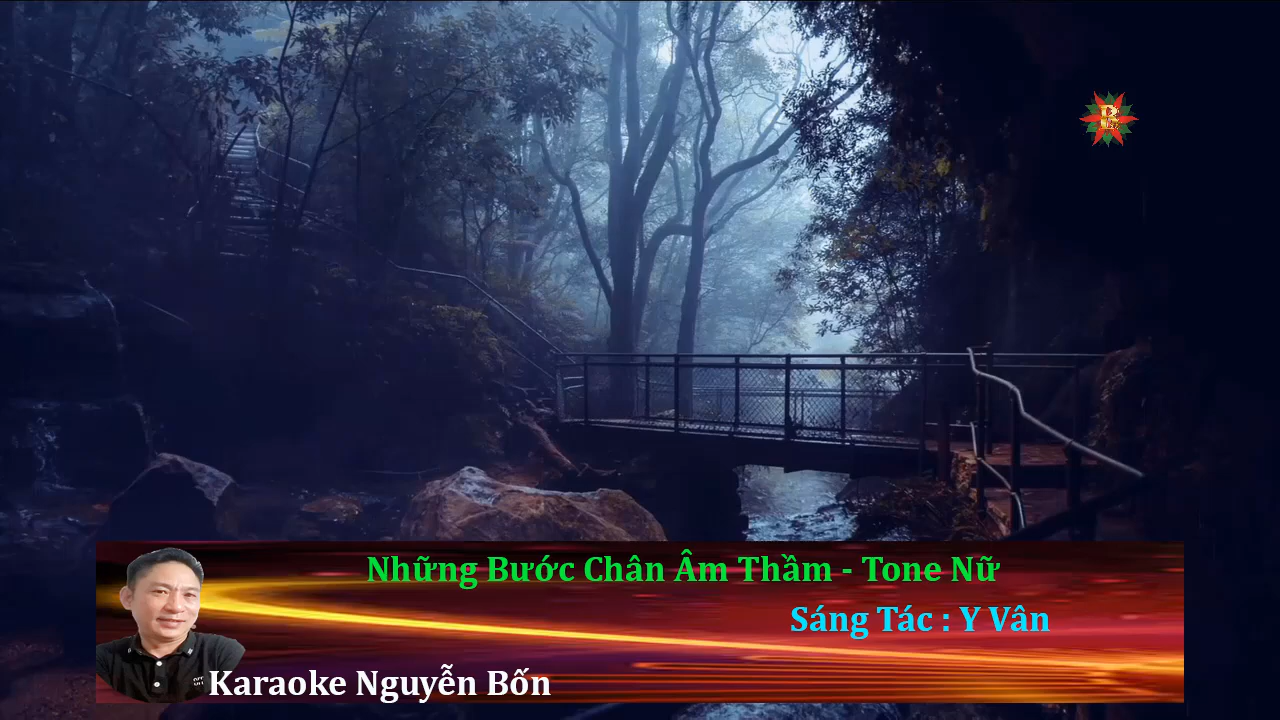 Những Bước Chân Âm Thầm - Tone Nữ
Sáng Tác : Y Vân
Karaoke Nguyễn Bốn